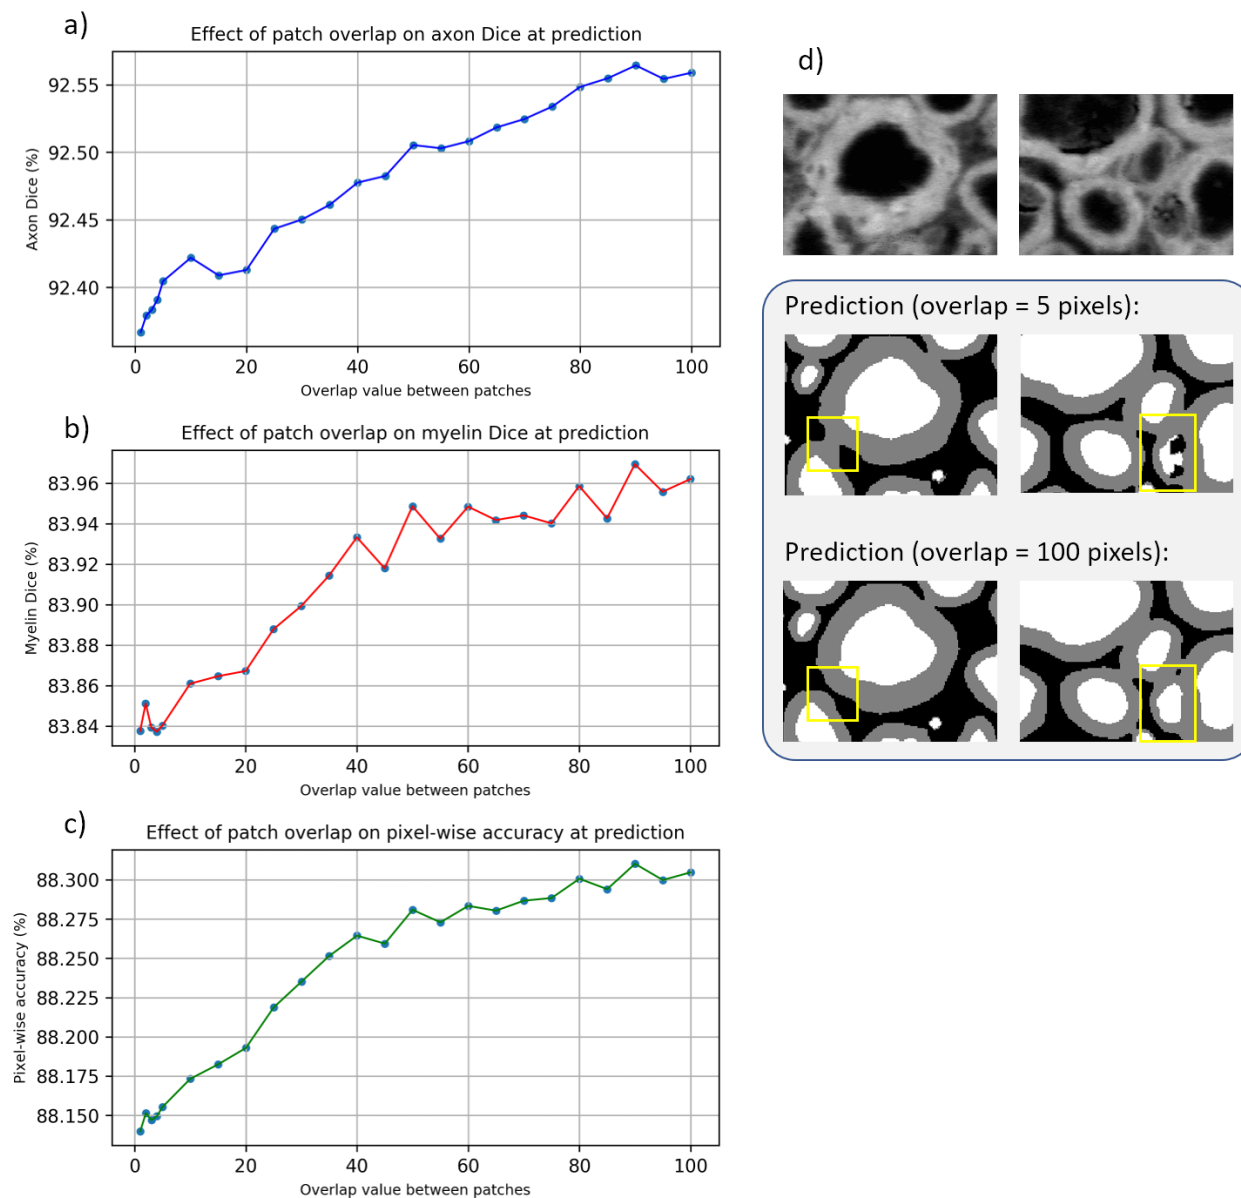 a)
Effect of patch overlap on axon Dice at prediction
92.55
92.50
92.45
92.40
Axon Dice (%)
0 20 40 60 80 100
Overlap value between patches
b)
Effect of patch overlap on myelin Dice at prediction
83.96
83.94
83.92
83.90
83.88
83.86
83.84
Myelin Dice (%)
0 20 40 60 80 100
Overlap value between patches
c)
Effect of patch overlap on pixel-wise accuracy at prediction
88.300
88.275
88.250
88.225
88.200
88.175
88.150
Pixel-wise accuracy (%)
0 20 40 60 80 100
Overlap value between patches
d)
Prediction (overlap = 5 pixels):
Prediction (overlap = 100 pixels):